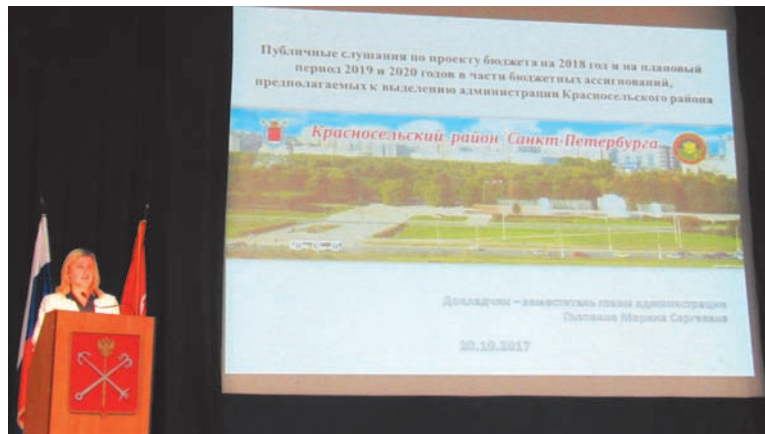 Публичные слушания по проекту бюджета на 2018 год и на плановый
период 2019 и 2020 годов в части бюджетных ассигнований,
предполагаемых к выделению администрации Красносельского района
Красносельский район Санкт-Петербурга
Докладчик – заместитель главы администрации
Головина Марина Сергеевна
20.10.2017